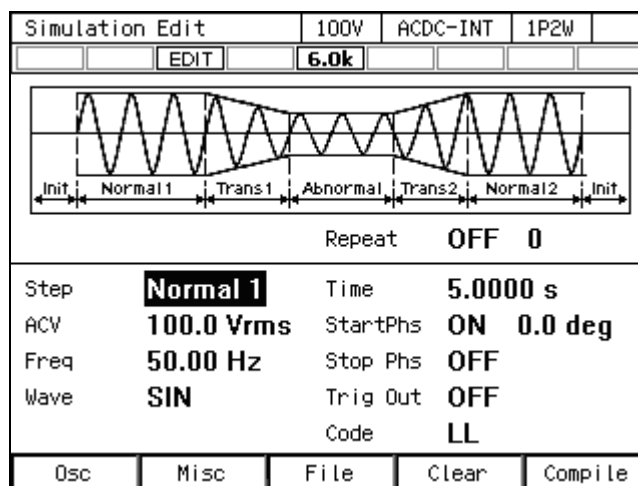 Simulation Edit 100V ACDC-INT 1P2W
EDIT 6.0k
Init Normal1 Trans1 Abnormal Trans2 Normal2 Init
Repeat OFF 0
Step Normal 1 Time 5.0000 s
ACV 100.0 Vrms StartPhs ON 0.0 deg
Freq 50.00 Hz Stop Phs OFF
Wave SIN Trig Out OFF
Code LL
Osc Misc File Clear Compile